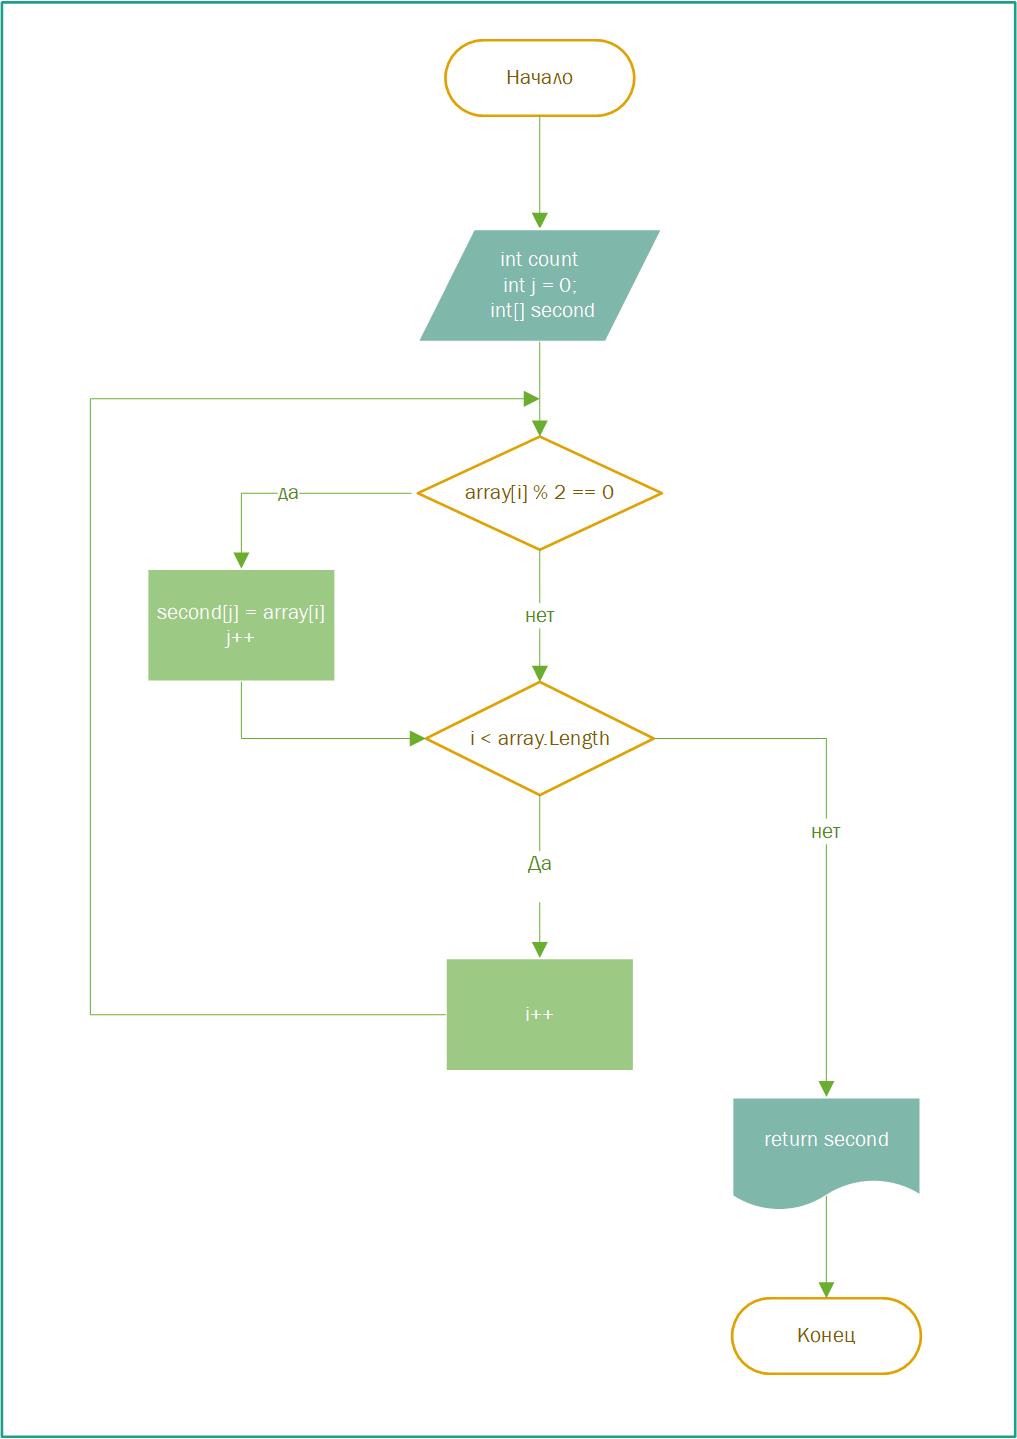 Начало
int count
int j = 0;
int[] second
array[i] % 2 == 0
да
second[j] = array[i]
j++
нет
i < array.Length
нет
Да
i++
return second
Конец